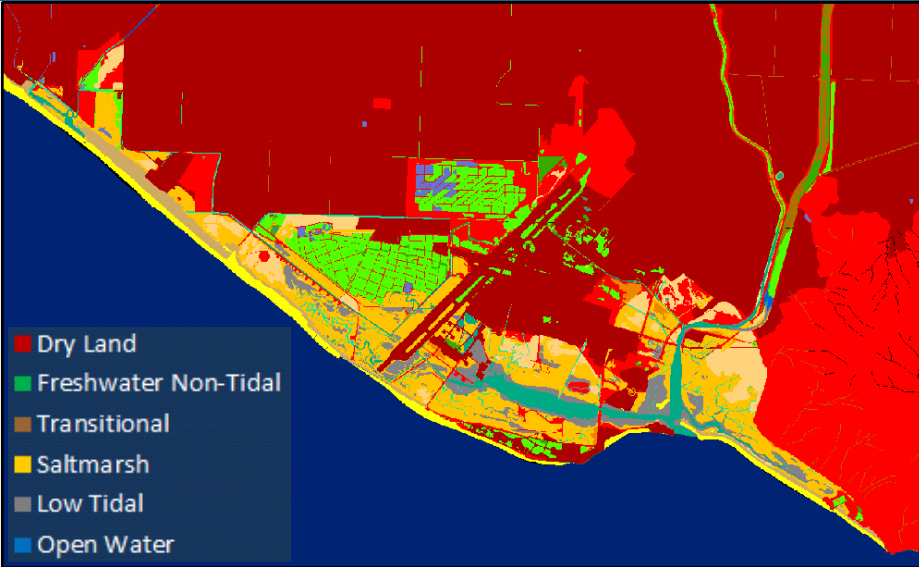 Dry Land
Freshwater Non-Tidal
Transitional
Saltmarsh
Low Tidal
Open Water